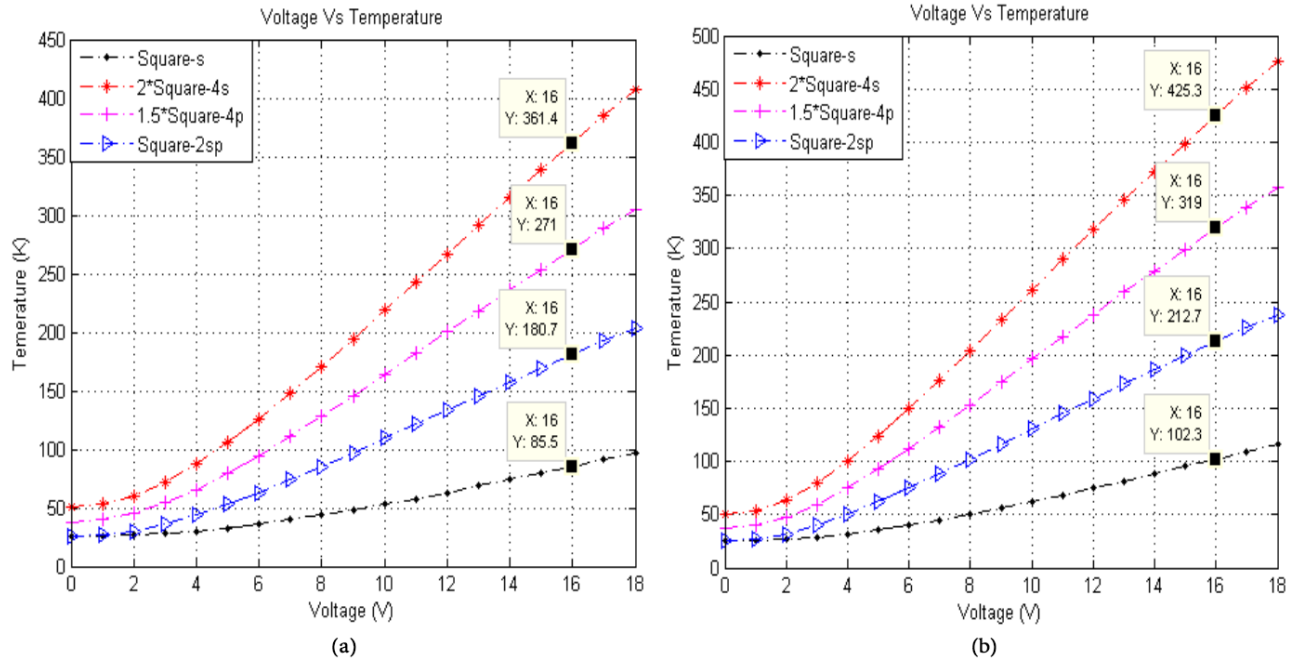 Voltage Vs Temperature
450
400
350
300
250
200
150
100
50
0
Temerature (K)
Square-s
2*Square-4s
1.5*Square-4p
Square-2sp
X: 16
Y: 361.4
X: 16
Y: 271
X: 16
Y: 180.7
X: 16
Y: 85.5
0 2 4 6 8 10 12 14 16 18
Voltage (V)
(a)
Voltage Vs Temperature
500
450
400
350
300
250
200
150
100
50
0
Temerature (K)
Square-s
2*Square-4s
1.5*Square-4p
Square-2sp
X: 16
Y: 425.3
X: 16
Y: 319
X: 16
Y: 212.7
X: 16
Y: 102.3
0 2 4 6 8 10 12 14 16 18
Voltage (V)
(b)